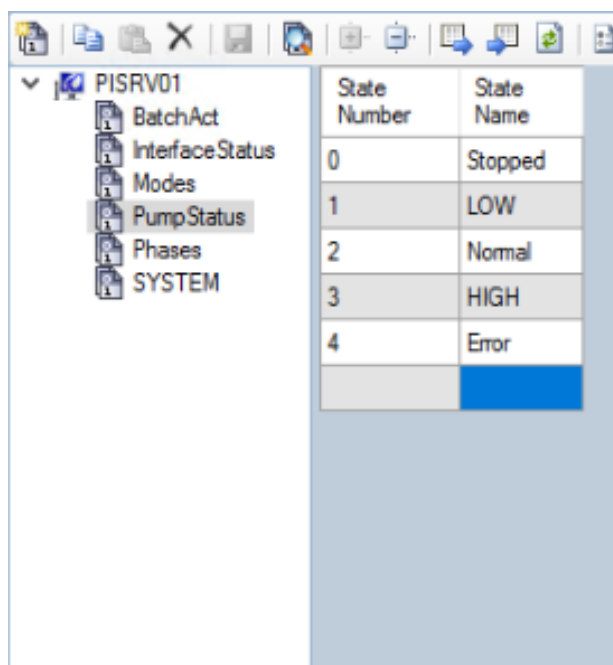 PISRV01
BatchAct
InterfaceStatus
Modes
PumpStatus
Phases
SYSTEM
State Number State Name
0 Stopped
1 LOW
2 Normal
3 HIGH
4 Error